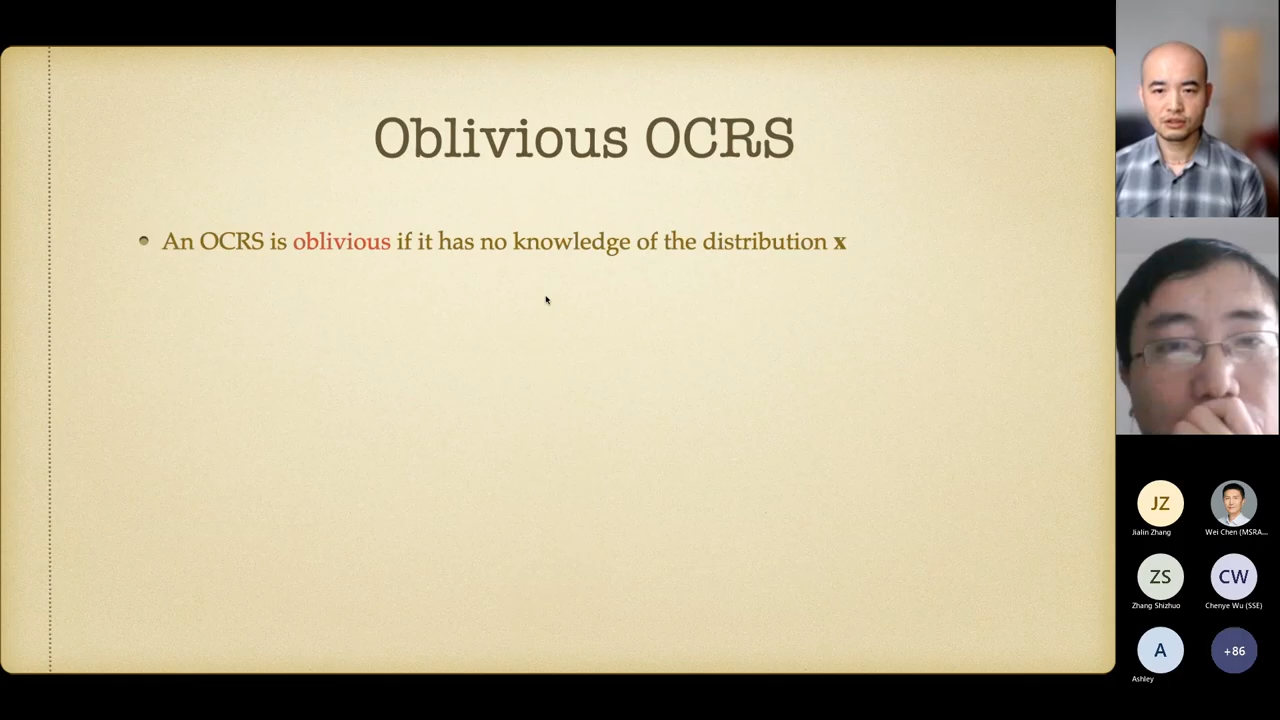 Oblivious OCRS
• An OCRS is oblivious if it has no knowledge of the distribution x
JZ
Jialin Zhang
Wei Chen (MSRA...
ZS
Zhang Shizhuo
CW
Chenye Wu (SSE)
A
Ashley
+86